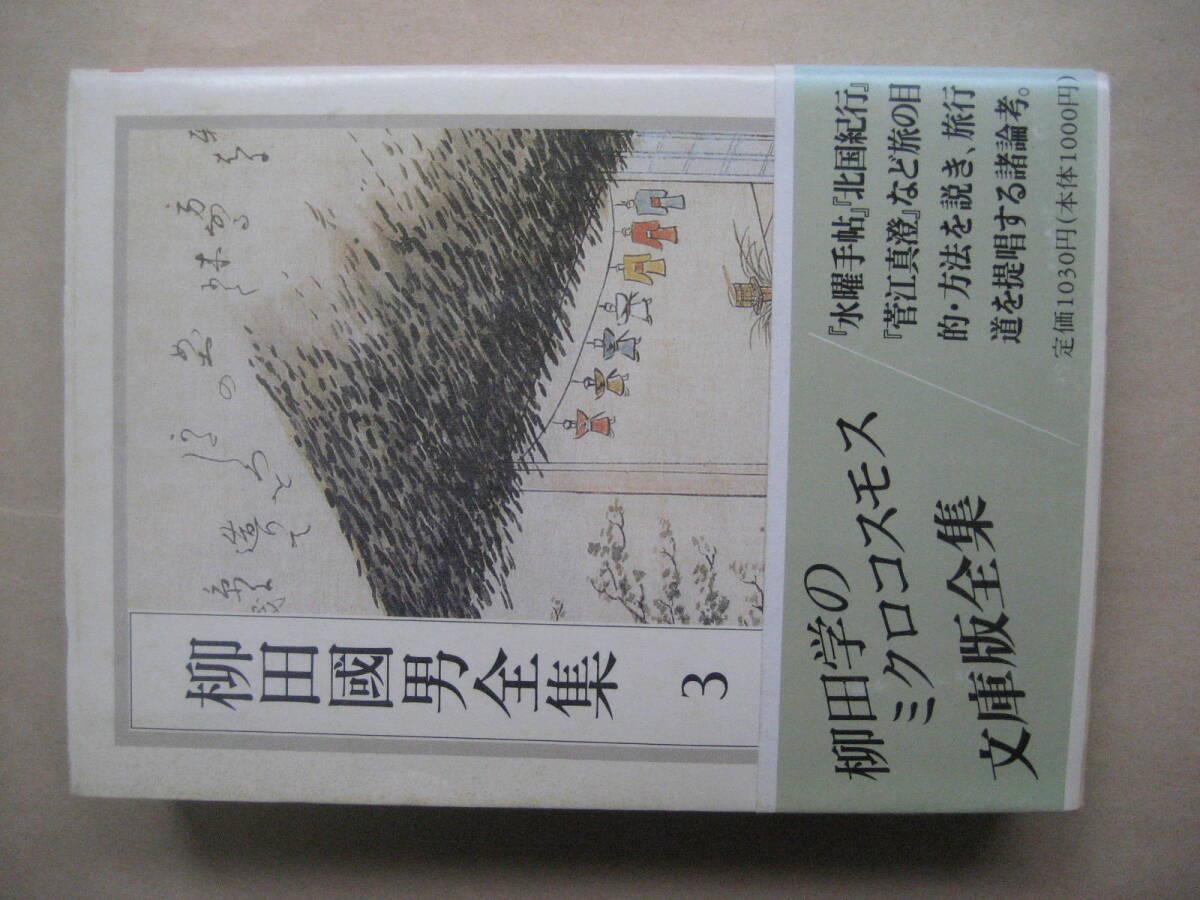 柳田國男全集
3
柳田学の
ミクロコスモス
文庫版全集
『水曜手帖』『北国紀行』
『菅江真澄』など旅の目
的・方法を説き、旅行
道を提唱する諸論考。
定価1030円(本体1000円)